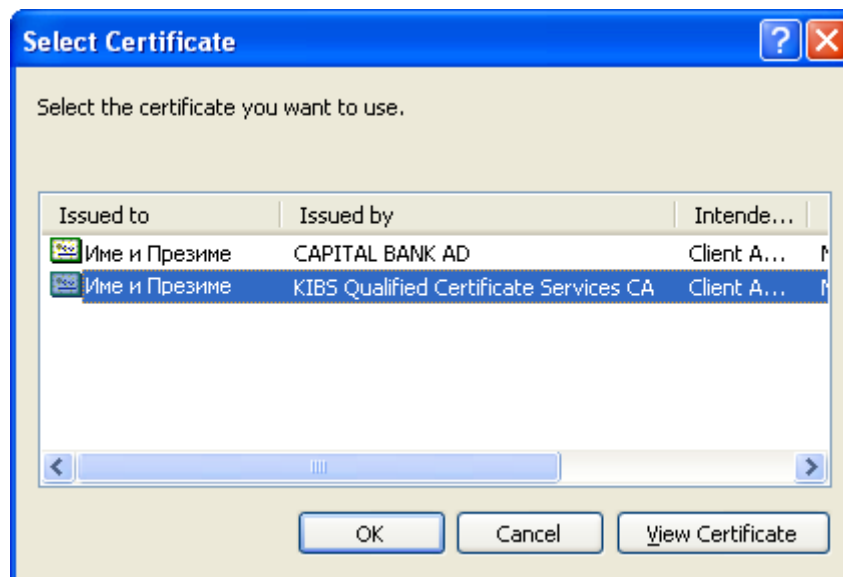 Select Certificate
Select the certificate you want to use.
Issued to Issued by Intende...
Име и Презиме CAPITAL BANK AD Client A...
Име и Презиме KIBS Qualified Certificate Services CA Client A...
OK Cancel View Certificate